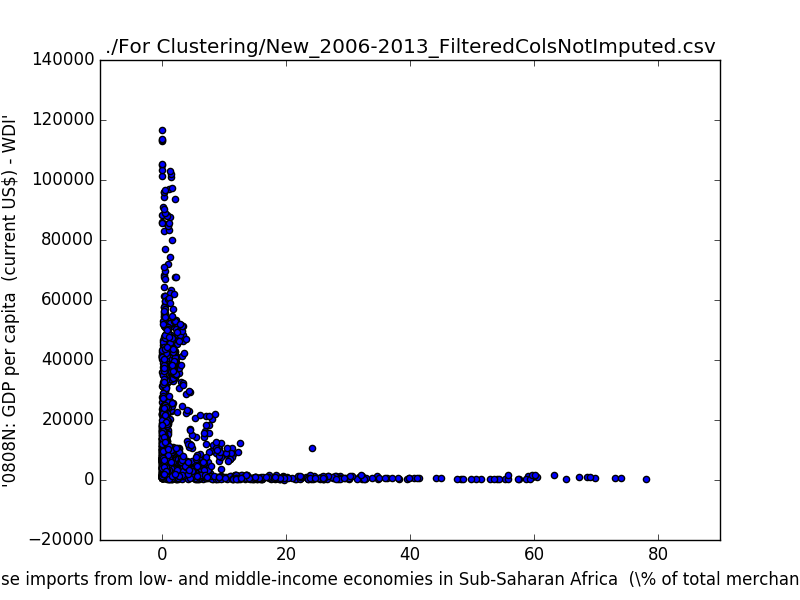 ./For Clustering/New_2006-2013_FilteredColsNotImputed.csv
140000
120000
100000
80000
60000
40000
20000
0
−20000
'0808N: GDP per capita  (current US$) - WDI'
0 20 40 60 80
se imports from low- and middle-income economies in Sub-Saharan Africa  (\% of total merchan